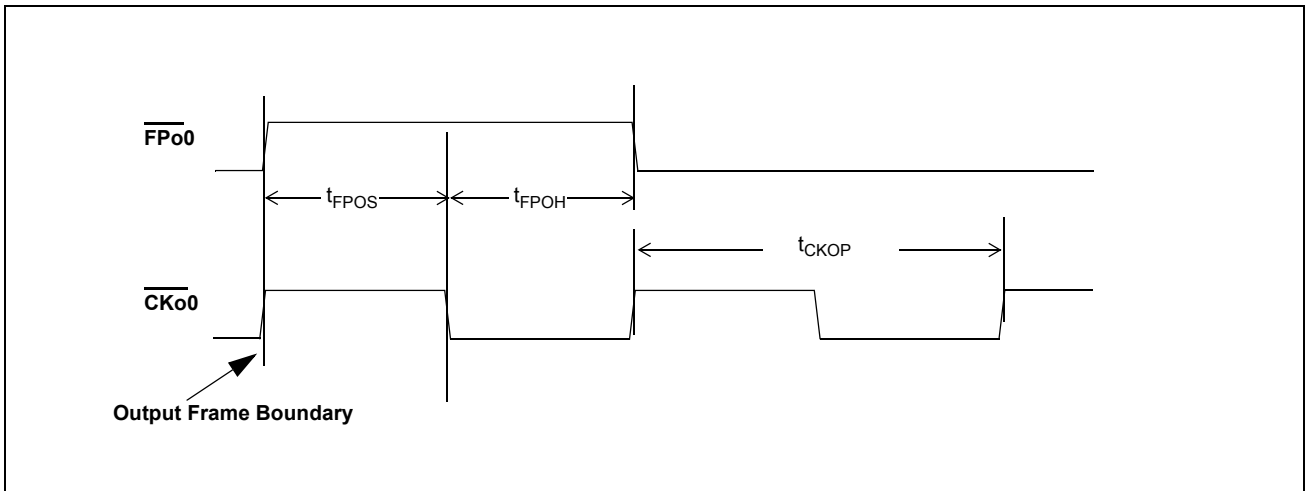 FPo0
tFPOS
tFPOH
tCKOP
CKo0
Output Frame Boundary